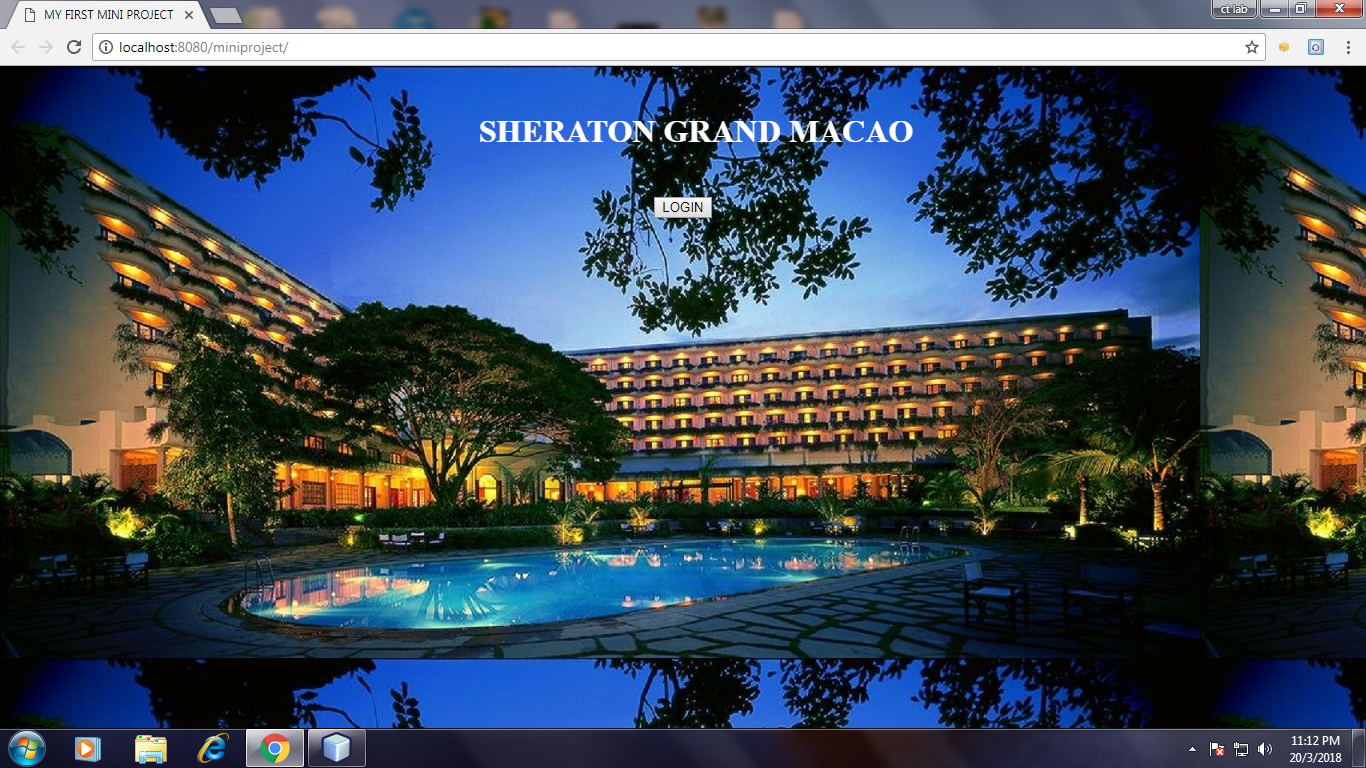 MY FIRST MINI PROJECT
ct lab
localhost:8080/miniproject/
SHERATON GRAND MACAO
LOGIN
11:12 PM
20/3/2018